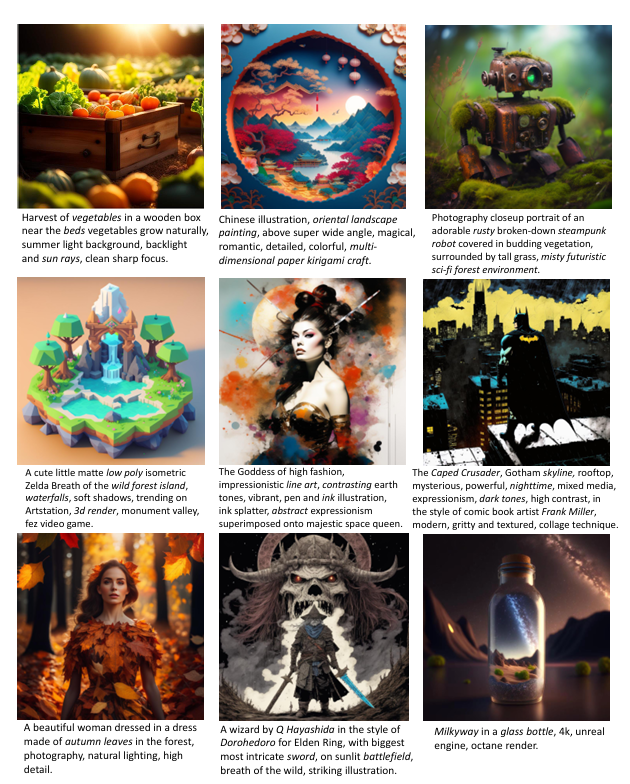 Harvest of vegetables in a wooden box
near the beds vegetables grow naturally,
summer light background, backlight
and sun rays, clean sharp focus.
Chinese illustration, oriental landscape
painting, above super wide angle, magical,
romantic, detailed, colorful, multi-
dimensional paper kirigami craft.
Photography closeup portrait of an
adorable rusty broken-down steampunk
robot covered in budding vegetation,
surrounded by tall grass, misty futuristic
sci-fi forest environment.
A cute little matte low poly isometric
Zelda Breath of the wild forest island,
waterfalls, soft shadows, trending on
Artstation, 3d render, monument valley,
fez video game.
The Goddess of high fashion,
impressionistic line art, contrasting earth
tones, vibrant, pen and ink illustration,
ink splatter, abstract expressionism
superimposed onto majestic space queen.
The Caped Crusader, Gotham skyline, rooftop,
mysterious, powerful, nighttime, mixed media,
expressionism, dark tones, high contrast, in
the style of comic book artist Frank Miller,
modern, gritty and textured, collage technique.
A beautiful woman dressed in a dress
made of autumn leaves in the forest,
photography, natural lighting, high
detail.
A wizard by Q Hayashida in the style of
Dorohedoro for Elden Ring, with biggest
most intricate sword, on sunlit battlefield,
breath of the wild, striking illustration.
Milkyway in a glass bottle, 4k, unreal
engine, octane render.